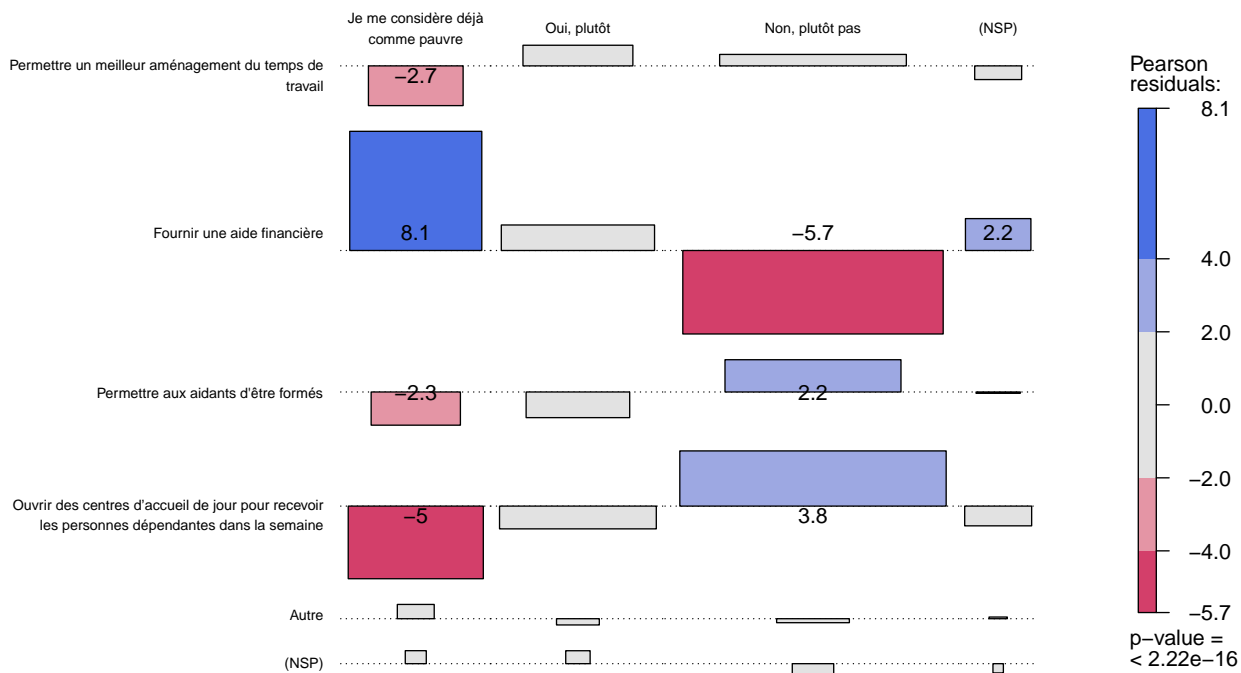 Je me considère déjà
comme pauvre
Oui, plutôt
Non, plutôt pas
(NSP)
Permettre un meilleur aménagement du temps de
travail
−2.7
Fournir une aide financière
8.1
−5.7
2.2
Permettre aux aidants d'être formés
−2.3
2.2
Ouvrir des centres d'accueil de jour pour recevoir
les personnes dépendantes dans la semaine
−5
3.8
Autre
(NSP)
Pearson
residuals:
8.1
4.0
2.0
0.0
−2.0
−4.0
−5.7
p−value =
< 2.22e−16